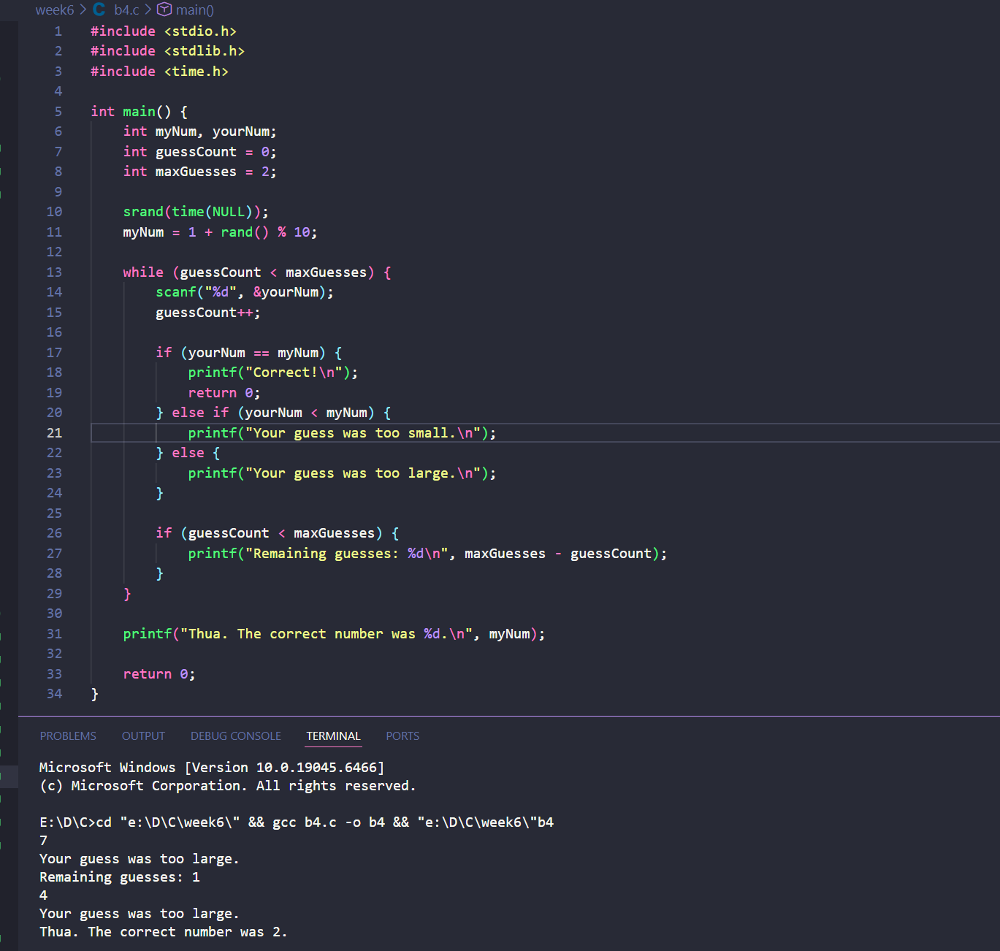 week6 > C b4.c > main()
1 #include <stdio.h>
2 #include <stdlib.h>
3 #include <time.h>
4
5 int main() {
6     int myNum, yourNum;
7     int guessCount = 0;
8     int maxGuesses = 2;
9
10     srand(time(NULL));
11     myNum = 1 + rand() % 10;
12
13     while (guessCount < maxGuesses) {
14         scanf("%d", &yourNum);
15         guessCount++;
16
17         if (yourNum == myNum) {
18             printf("Correct!\n");
19             return 0;
20         } else if (yourNum < myNum) {
21             printf("Your guess was too small.\n");
22         } else {
23             printf("Your guess was too large.\n");
24         }
25
26         if (guessCount < maxGuesses) {
27             printf("Remaining guesses: %d\n", maxGuesses - guessCount);
28         }
29     }
30
31     printf("Thua. The correct number was %d.\n", myNum);
32
33     return 0;
34 }
PROBLEMS OUTPUT DEBUG CONSOLE TERMINAL PORTS
Microsoft Windows [Version 10.0.19045.6466]
(c) Microsoft Corporation. All rights reserved.
E:\D\C>cd "e:\D\C\week6\" && gcc b4.c -o b4 && "e:\D\C\week6\"b4
7
Your guess was too large.
Remaining guesses: 1
4
Your guess was too large.
Thua. The correct number was 2.